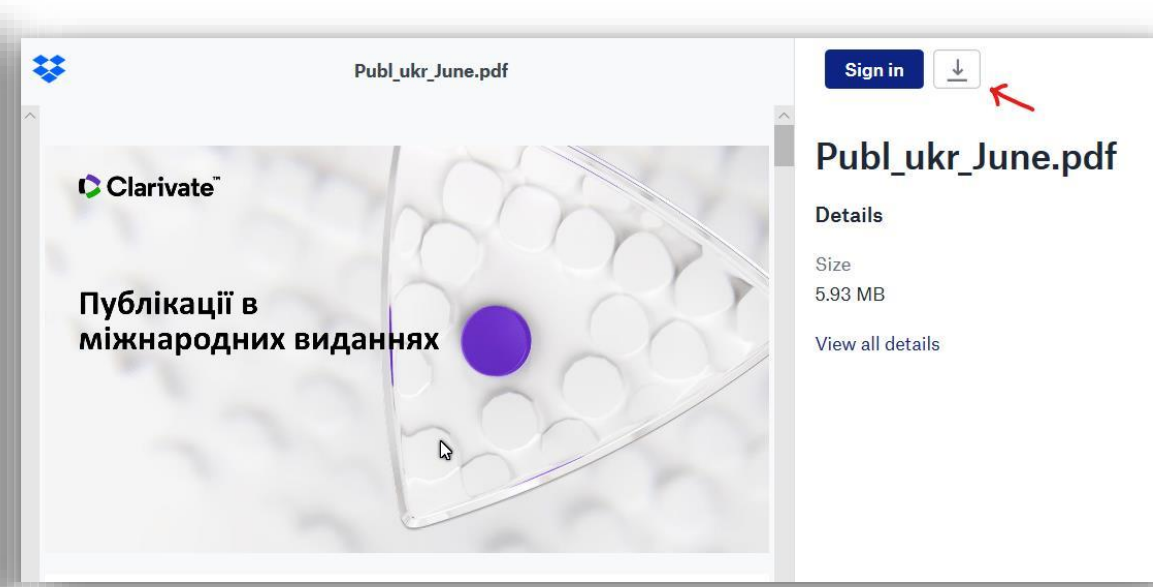 Publ_ukr_June.pdf
Sign in
Clarivate™
Публікації в
міжнародних виданнях
Publ_ukr_June.pdf
Details
Size
5.93 MB
View all details